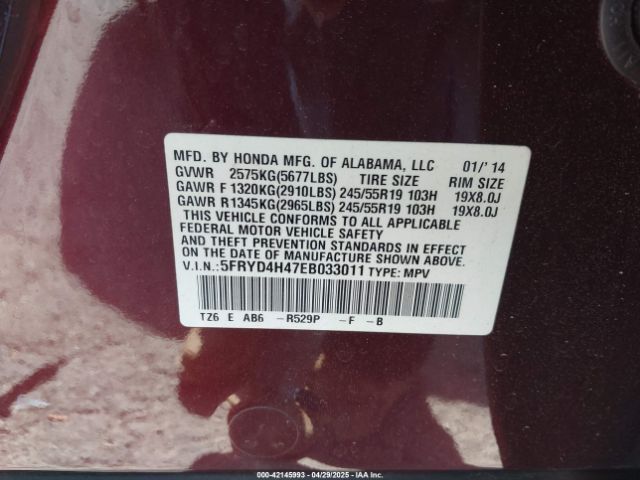 MFD. BY HONDA MFG. OF ALABAMA, LLC 01/'14
GVWR 2575KG(5677LBS) TIRE SIZE RIM SIZE
GAWR F 1320KG(2910LBS) 245/55R19 103H 19X8.0J
GAWR R1345KG(2965LBS) 245/55R19 103H 19X8.0J
THIS VEHICLE CONFORMS TO ALL APPLICABLE
FEDERAL MOTOR VEHICLE SAFETY
AND THEFT PREVENTION STANDARDS IN EFFECT
ON THE DATE OF MANUFACTURE SHOWN ABOVE.
V.I.N.:5FRYD4H47EB033011 TYPE: MPV
TZ6 E AB6 -R529P -F -B
000-42145993 - 04/29/2025 - IAAI.COM